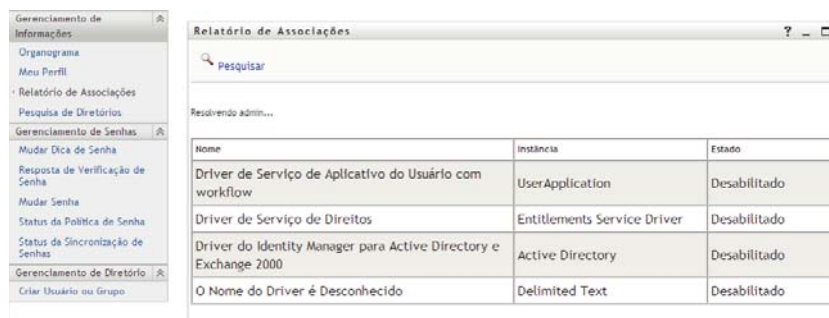 Gerenciamento de
Informações
Organograma
Meu Perfil
Relatório de Associações
Pesquisa de Diretórios
Gerenciamento de Senhas
Mudar Dica de Senha
Resposta de Verificação de
Senha
Mudar Senha
Status da Política de Senha
Status da Sincronização de
Senhas
Gerenciamento de Diretório
Criar Usuário ou Grupo
Relatório de Associações
Pesquisar
Resolvendo admin...
Nome Instância Estado
Driver de Serviço de Aplicativo do Usuário com
workflow
UserApplication Desabilitado
Driver de Serviço de Direitos Entitlements Service Driver Desabilitado
Driver do Identity Manager para Active Directory e
Exchange 2000
Active Directory Desabilitado
O Nome do Driver é Desconhecido Delimited Text Desabilitado